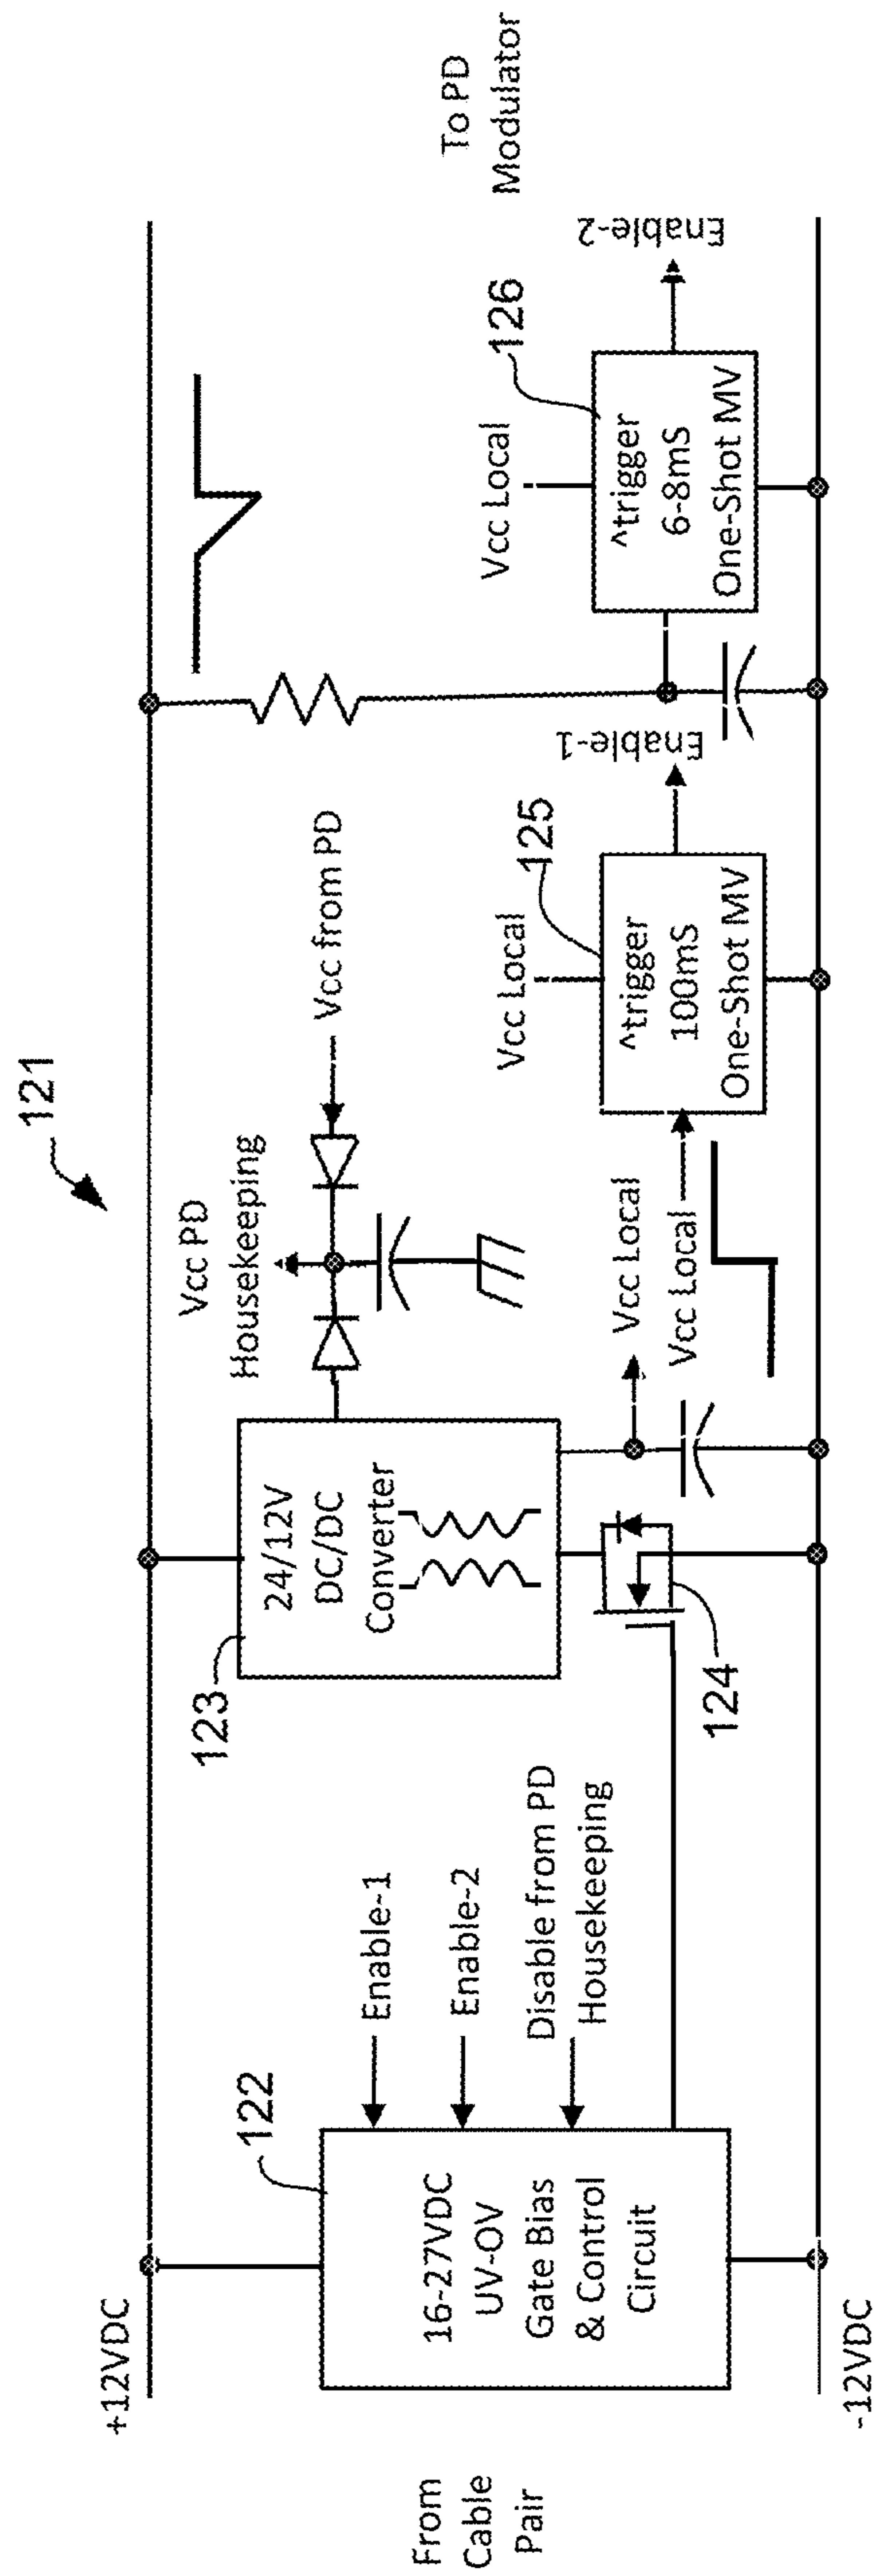 121
+12VDC
-12VDC
From
Cable
Pair
122
16-27VDC
UV-OV
Gate Bias
& Control
Circuit
Enable-1
Enable-2
Disable from PD
Housekeeping
123
24/12V
DC/DC
Converter
124
Vcc PD
Housekeeping
Vcc from PD
Vcc Local
Vcc Local
Vcc Local
125
^trigger
100mS
One-Shot MV
Enable-1
Vcc Local
126
^trigger
6-8mS
One-Shot MV
Enable-2
To PD
Modulator